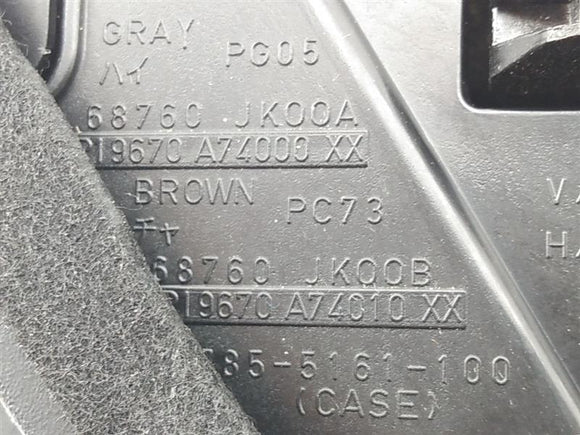 GRAY PG05
ハイ
68760 JK00A
PI9670 A74000 XX
BROWN PC73
チャ
68760 JK00B
PI9670 A74010 XX
785-5161-100
(CASE)